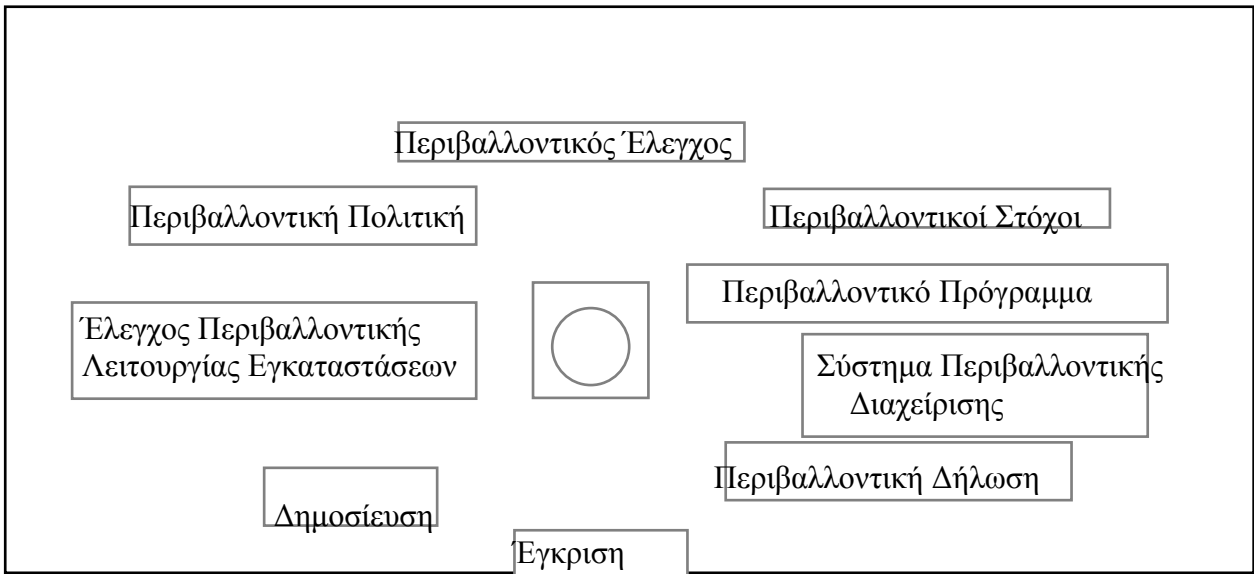 Περιβαλλοντικός Έλεγχος
Περιβαλλοντική Πολιτική
Περιβαλλοντικοί Στόχοι
Περιβαλλοντικό Πρόγραμμα
Έλεγχος Περιβαλλοντικής
Λειτουργίας Εγκαταστάσεων
Σύστημα Περιβαλλοντικής
Διαχείρισης
Περιβαλλοντική Δήλωση
Δημοσίευση
Έγκριση